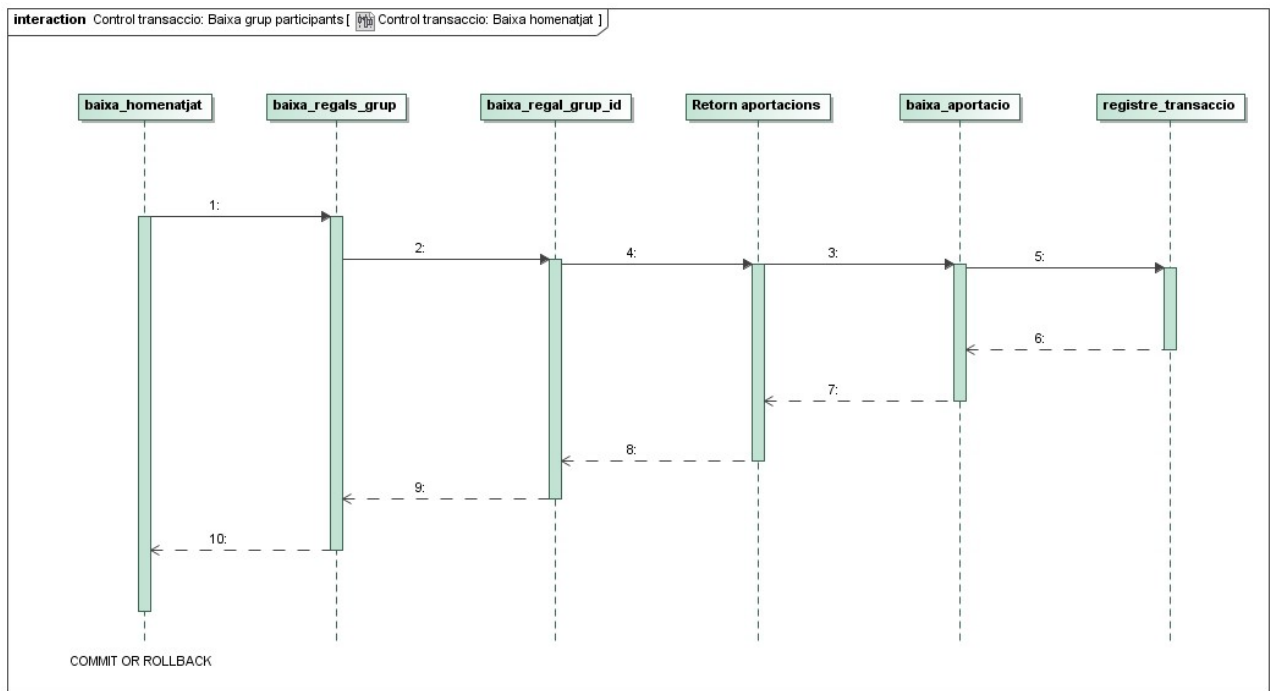 interaction Control transaccio: Baixa grup participants [ Control transaccio: Baixa homenatjat ]
baixa_homenatjat
baixa_regals_grup
baixa_regal_grup_id
Retorn aportacions
baixa_aportacio
registre_transaccio
1:
2:
4:
3:
5:
6:
7:
8:
9:
10:
COMMIT OR ROLLBACK